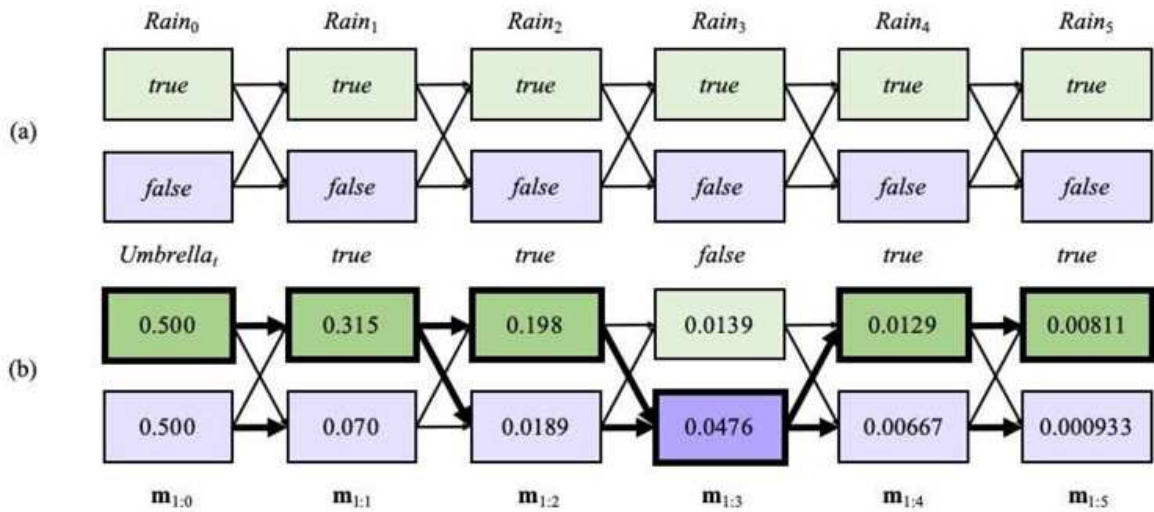 Rain₀ Rain₁ Rain₂ Rain₃ Rain₄ Rain₅
true true true true true true
(a)
false false false false false false
Umbrellaₜ true true false true true
0.500 0.315 0.198 0.0139 0.0129 0.00811
(b)
0.500 0.070 0.0189 0.0476 0.00667 0.000933
m₁:₀ m₁:₁ m₁:₂ m₁:₃ m₁:₄ m₁:₅